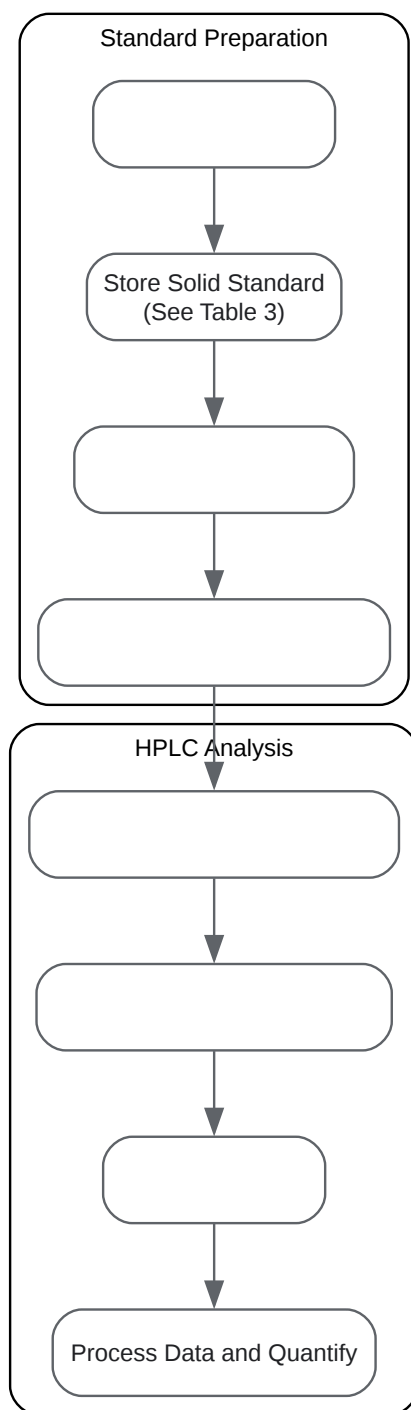 Standard Preparation
Store Solid Standard
(See Table 3)
HPLC Analysis
Process Data and Quantify